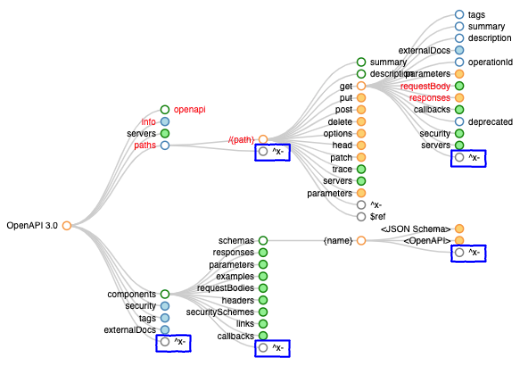 OpenAPI 3.0
openapi
info
servers
paths
/{path}
^x-
summary
description
get
put
post
delete
options
head
patch
trace
servers
parameters
^x-
$ref
tags
summary
description
externalDocs
operationId
parameters
requestBody
responses
callbacks
deprecated
security
servers
^x-
components
security
tags
externalDocs
^x-
schemas
responses
parameters
examples
requestBodies
headers
securitySchemes
links
callbacks
^x-
{name}
<JSON Schema>
<OpenAPI>
^x-